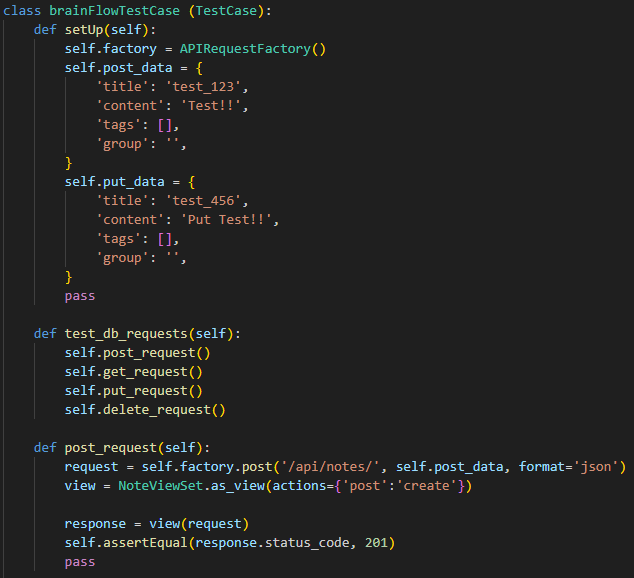 class brainFlowTestCase (TestCase):
    def setUp(self):
        self.factory = APIRequestFactory()
        self.post_data = {
            'title': 'test_123',
            'content': 'Test!!',
            'tags': [],
            'group': '',
        }
        self.put_data = {
            'title': 'test_456',
            'content': 'Put Test!!',
            'tags': [],
            'group': '',
        }
        pass

    def test_db_requests(self):
        self.post_request()
        self.get_request()
        self.put_request()
        self.delete_request()

    def post_request(self):
        request = self.factory.post('/api/notes/', self.post_data, format='json')
        view = NoteViewSet.as_view(actions={'post':'create'})

        response = view(request)
        self.assertEqual(response.status_code, 201)
        pass